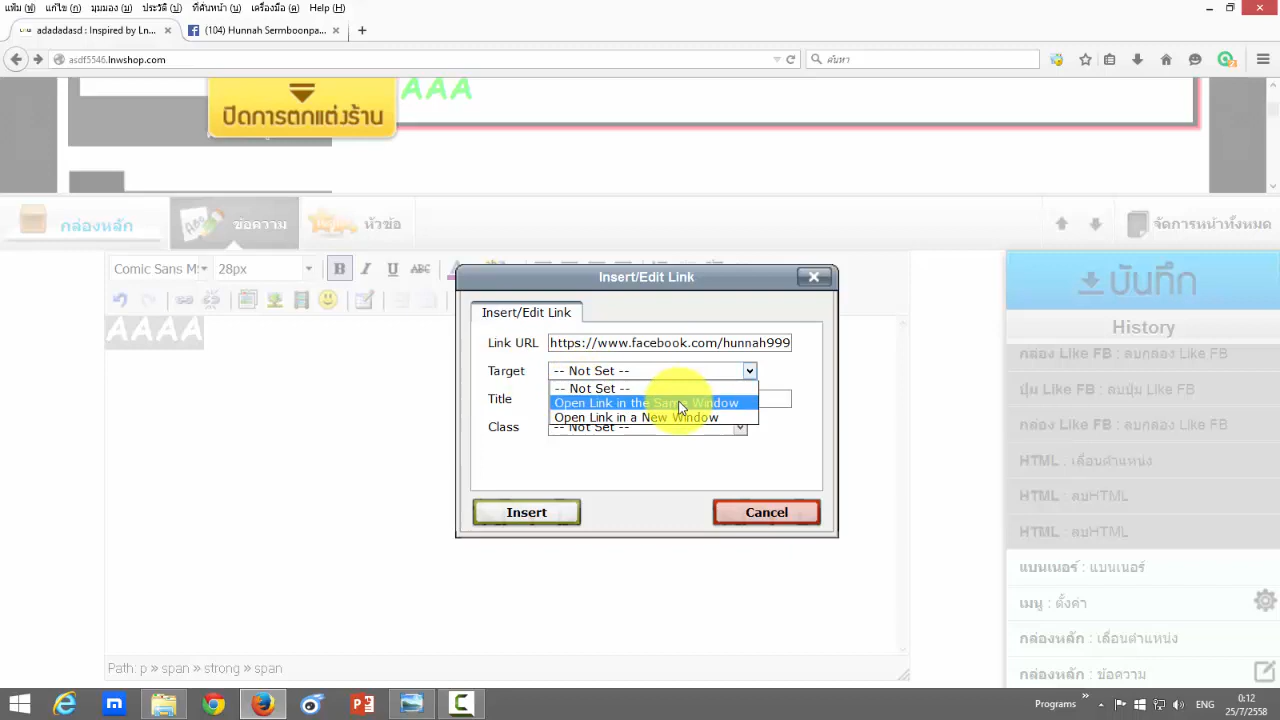 แฟ้ม (ฟ) แก้ไข (ก) มุมมอง (ม) ประวัติ (ป) ที่คั่นหน้า (น) เครื่องมือ (ค) Help (H)
adadadasd : Inspired by Ln... × (104) Hunnah Sermboonpa... × +
asdf5546.lnwshop.com ค้นหา
AAA
ปิดการตกแต่งร้าน
กล่องหลัก ข้อความ หัวข้อ จัดการหน้าทั้งหมด
Comic Sans M 28px B I U ABC A
Insert/Edit Link
บันทึก
Insert/Edit Link
AAAA
History
Link URL https://www.facebook.com/hunnah999
กล่อง Like FB : ลบกล่อง Like FB
Target -- Not Set --
-- Not Set --
ปุ่ม Like FB : ลบปุ่ม Like FB
Title Open Link in the Same Window
Open Link in a New Window
กล่อง Like FB : ลบกล่อง Like FB
Class -- Not Set --
HTML : เลื่อนตำแหน่ง
HTML : ลบHTML
Insert Cancel
HTML : ลบHTML
แบนเนอร์ : แบนเนอร์
เมนู : ตั้งค่า
กล่องหลัก : เลื่อนตำแหน่ง
Path: p » span » strong » span
กล่องหลัก : ข้อความ
Programs » ENG 0:12
25/7/2558